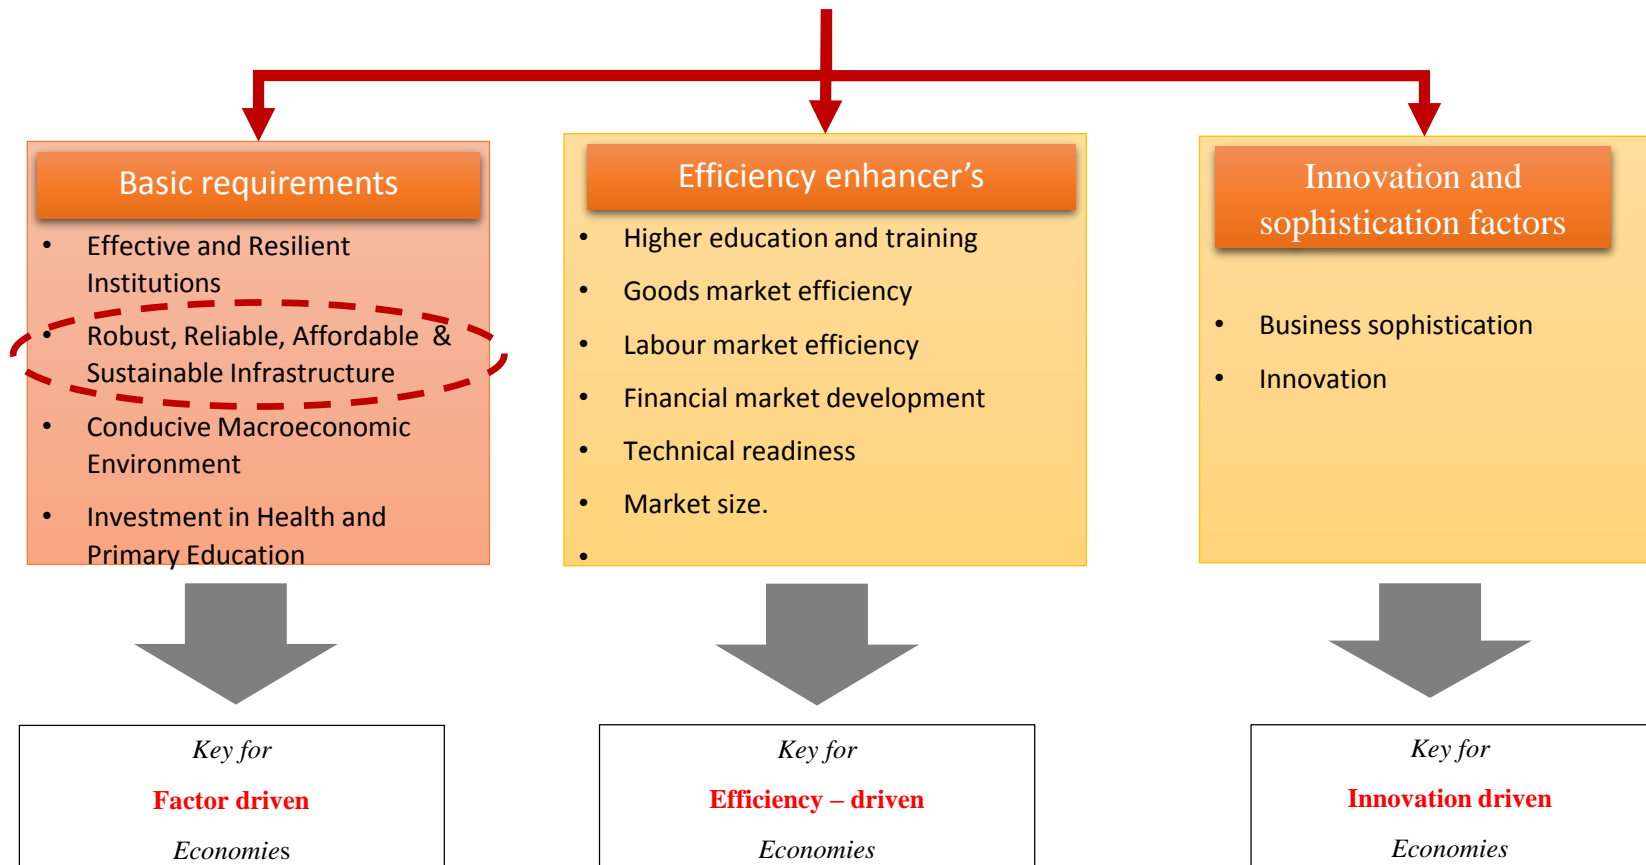 Basic requirements
• Effective and Resilient
Institutions
• Robust, Reliable, Affordable &
Sustainable Infrastructure
• Conducive Macroeconomic
Environment
• Investment in Health and
Primary Education
Key for
Factor driven
Economies
Efficiency enhancer’s
• Higher education and training
• Goods market efficiency
• Labour market efficiency
• Financial market development
• Technical readiness
• Market size.
•
Key for
Efficiency – driven
Economies
Innovation and
sophistication factors
• Business sophistication
• Innovation
Key for
Innovation driven
Economies